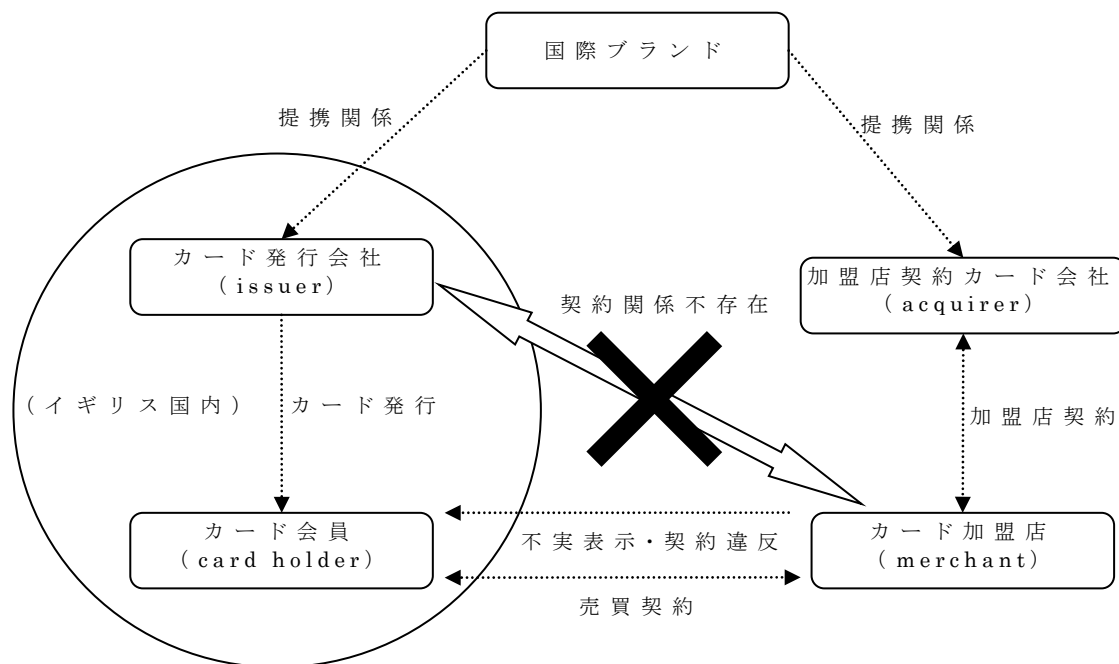 国際ブランド
提携関係
提携関係
カード発行会社
(issuer)
加盟店契約カード会社
(acquirer)
契約関係不存在
(イギリス国内)
カード発行
加盟店契約
カード会員
(card holder)
カード加盟店
(merchant)
不実表示・契約違反
売買契約